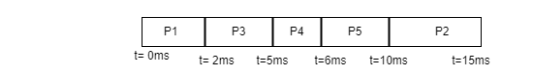 P1 P3 P4 P5 P2
t= 0ms t= 2ms t=5ms t=6ms t=10ms t=15ms